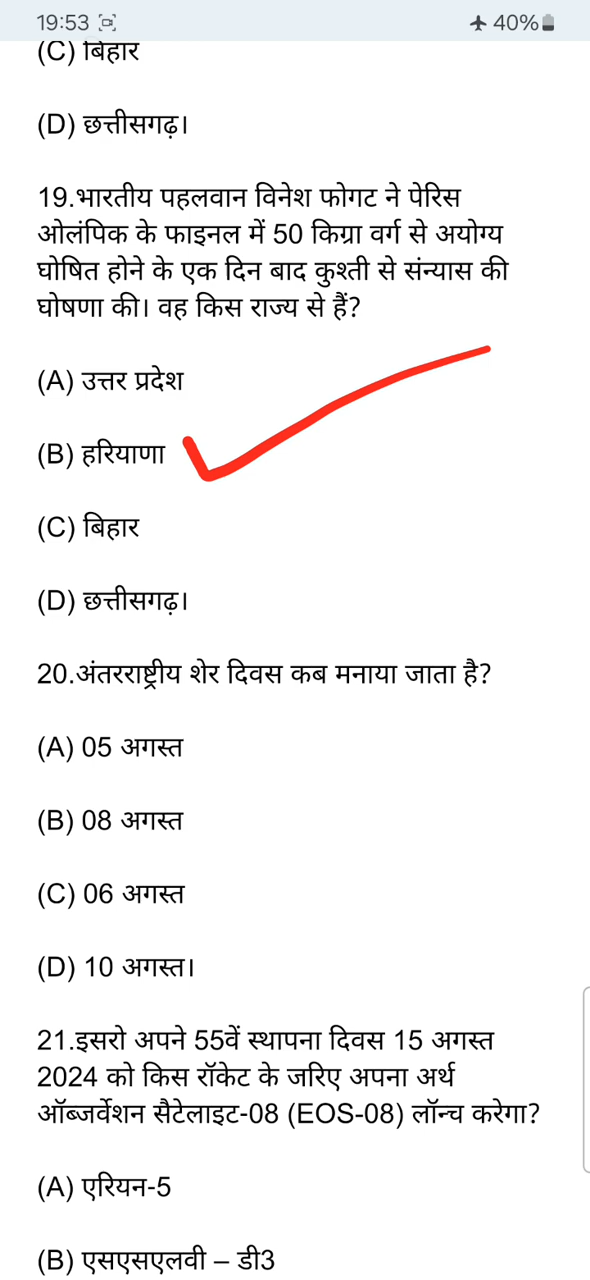 19:53
40%
(C) बिहार
(D) छत्तीसगढ़।
19.भारतीय पहलवान विनेश फोगट ने पेरिस
ओलंपिक के फाइनल में 50 किग्रा वर्ग से अयोग्य
घोषित होने के एक दिन बाद कुश्ती से संन्यास की
घोषणा की। वह किस राज्य से हैं?
(A) उत्तर प्रदेश
(B) हरियाणा
(C) बिहार
(D) छत्तीसगढ़।
20.अंतरराष्ट्रीय शेर दिवस कब मनाया जाता है?
(A) 05 अगस्त
(B) 08 अगस्त
(C) 06 अगस्त
(D) 10 अगस्त।
21.इसरो अपने 55वें स्थापना दिवस 15 अगस्त
2024 को किस रॉकेट के जरिए अपना अर्थ
ऑब्जर्वेशन सैटेलाइट-08 (EOS-08) लॉन्च करेगा?
(A) एरियन-5
(B) एसएसएलवी – डी3